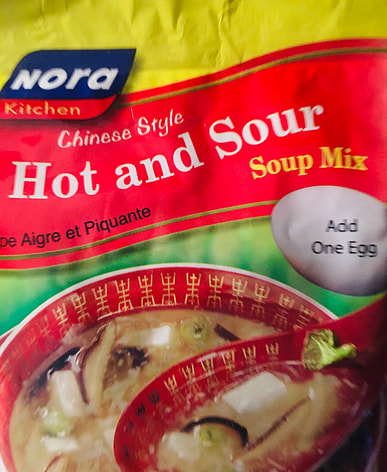 Nora
Kitchen
Chinese Style
Hot and Sour
Soup Mix
pe Aigre et Piquante
Add
One Egg